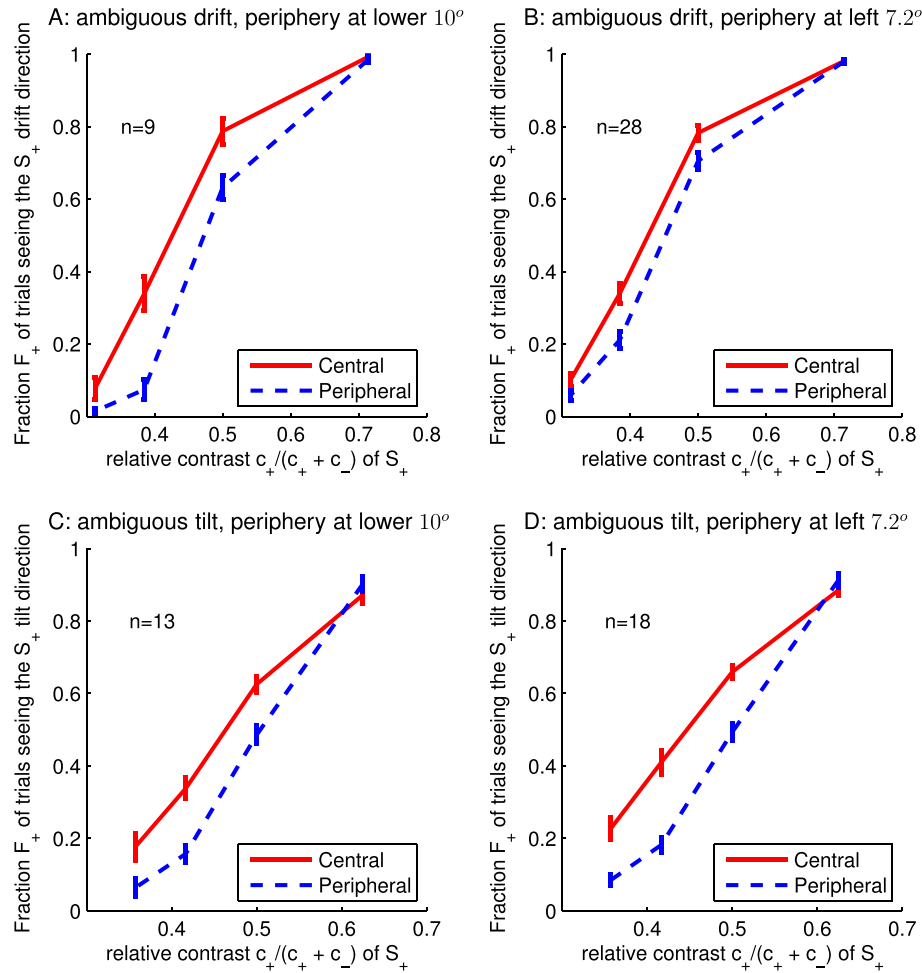 A: ambiguous drift, periphery at lower 10°
Fraction F₊ of trials seeing the S₊ drift direction
1
0.8
0.6
0.4
0.2
0
n=9
Central
Peripheral
0.4 0.5 0.6 0.7 0.8
relative contrast c₊/(c₊ + c₋) of S₊
B: ambiguous drift, periphery at left 7.2°
Fraction F₊ of trials seeing the S₊ drift direction
1
0.8
0.6
0.4
0.2
0
n=28
Central
Peripheral
0.4 0.5 0.6 0.7 0.8
relative contrast c₊/(c₊ + c₋) of S₊
C: ambiguous tilt, periphery at lower 10°
Fraction F₊ of trials seeing the S₊ tilt direction
1
0.8
0.6
0.4
0.2
0
n=13
Central
Peripheral
0.4 0.5 0.6 0.7
relative contrast c₊/(c₊ + c₋) of S₊
D: ambiguous tilt, periphery at left 7.2°
Fraction F₊ of trials seeing the S₊ tilt direction
1
0.8
0.6
0.4
0.2
0
n=18
Central
Peripheral
0.4 0.5 0.6 0.7
relative contrast c₊/(c₊ + c₋) of S₊